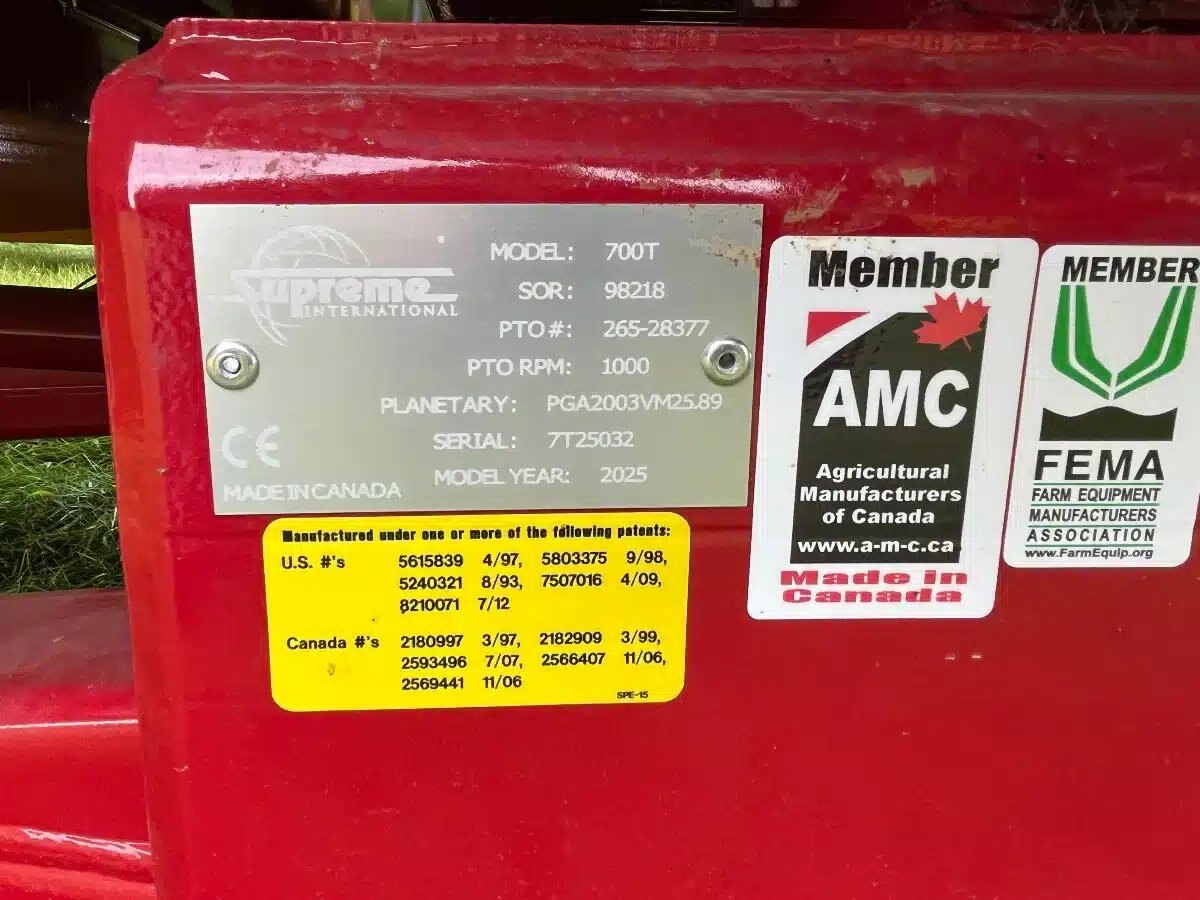 Supreme
INTERNATIONAL
MODEL: 700T
SOR: 98218
PTO #: 265-28377
PTO RPM: 1000
PLANETARY: PGA2003VM25.89
SERIAL: 7T25032
MODEL YEAR: 2025
CE
MADE IN CANADA
Manufactured under one or more of the following patents:
U.S. #'s 5615839 4/97, 5803375 9/98,
5240321 8/93, 7507016 4/09,
8210071 7/12
Canada #'s 2180997 3/97, 2182909 3/99,
2593496 7/07, 2566407 11/06,
2569441 11/06
SPE-15
Member
AMC
Agricultural
Manufacturers
of Canada
www.a-m-c.ca
Made in
Canada
MEMBER
FEMA
FARM EQUIPMENT
MANUFACTURERS
ASSOCIATION
www.FarmEquip.org